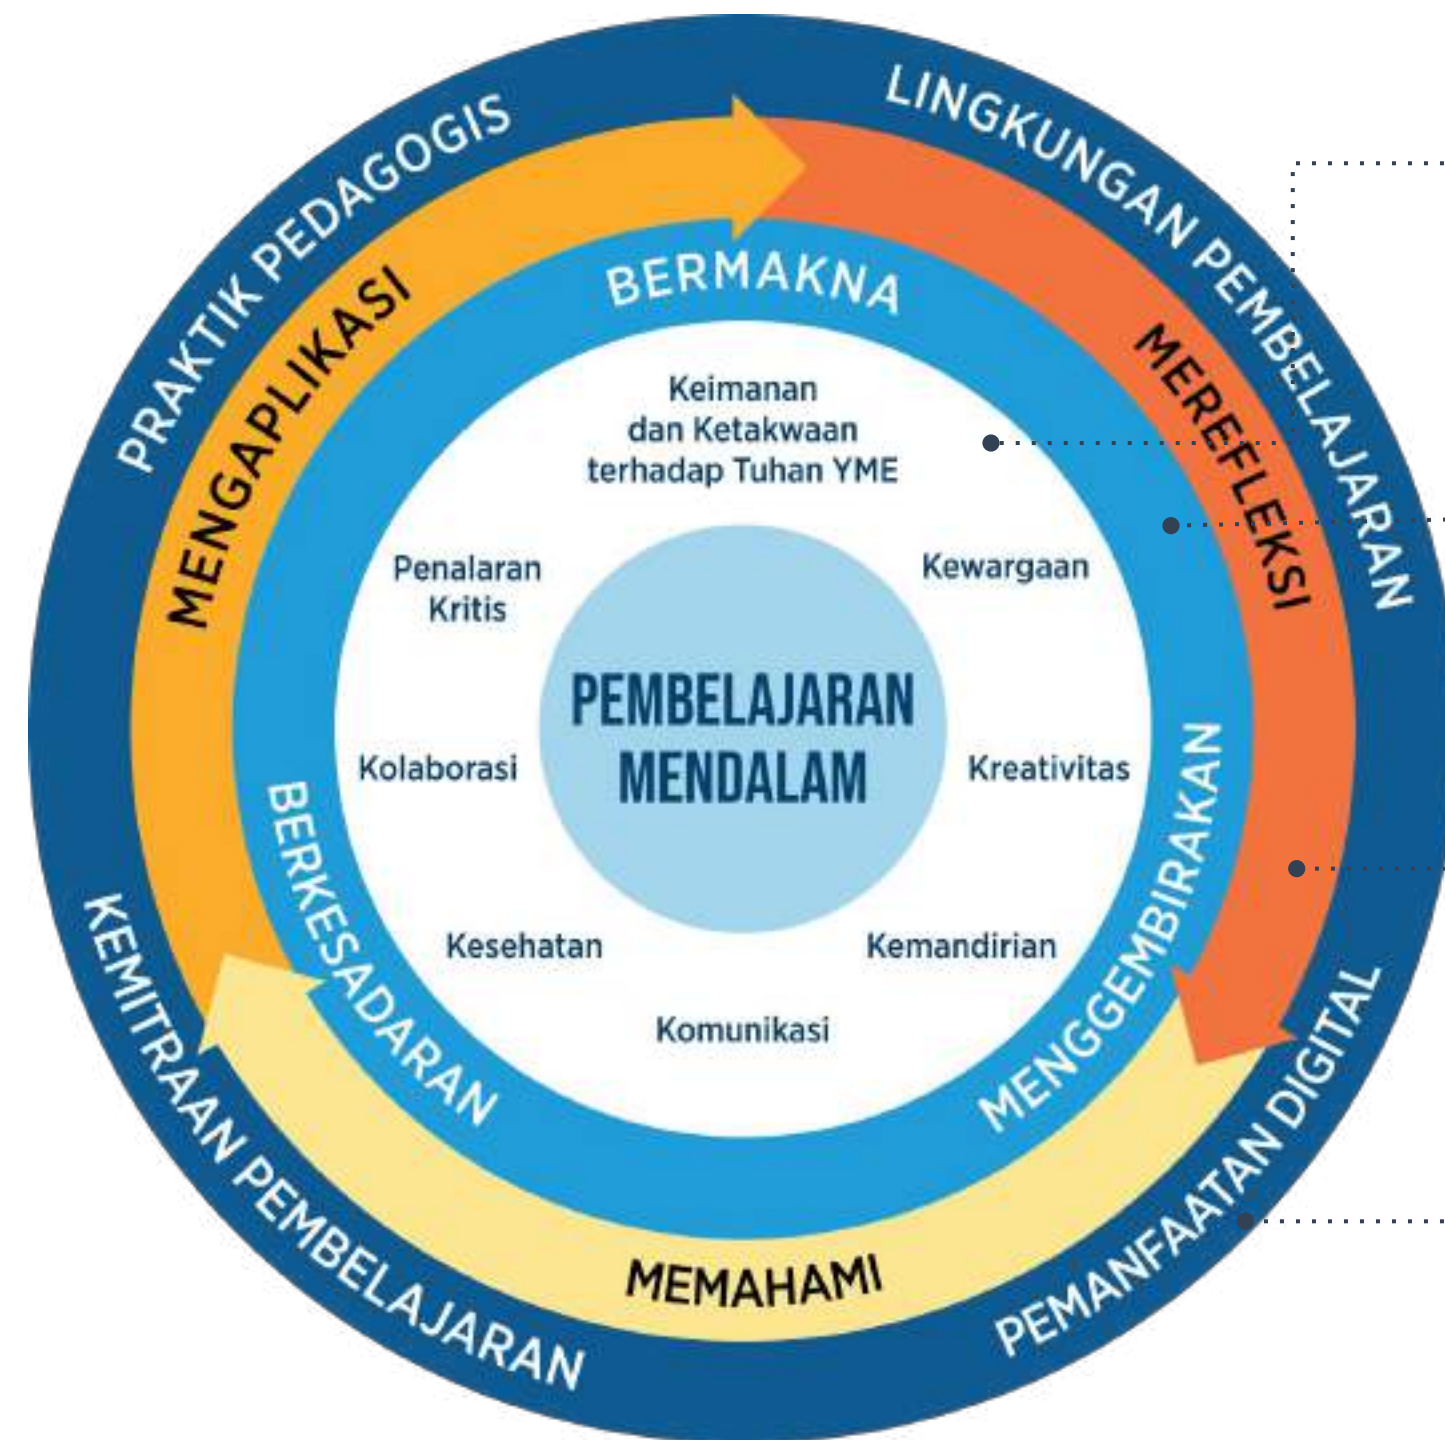 PRAKTIK PEDAGOGIS
LINGKUNGAN PEMBELAJARAN
MENGAPLIKASI
MEREFLEKSI
BERMAKNA
Keimanan
dan Ketakwaan
terhadap Tuhan YME
Penalaran
Kritis
Kewargaan
PEMBELAJARAN
MENDALAM
Kolaborasi
Kreativitas
BERKESADARAN
MENGGEMBIRAKAN
Kesehatan
Kemandirian
Komunikasi
KEMITRAAN PEMBELAJARAN
PEMANFAATAN DIGITAL
MEMAHAMI